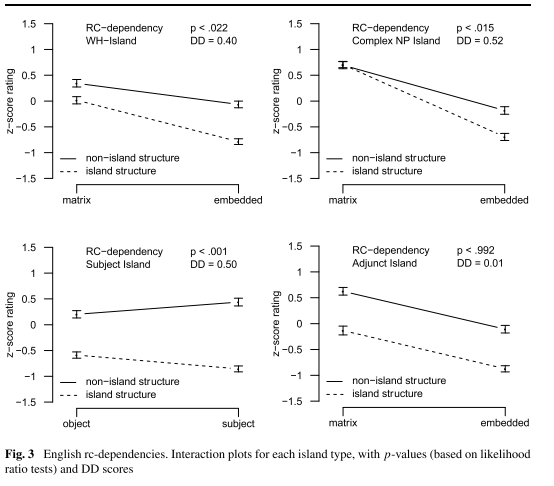 RC−dependency p < .022
WH−Island DD = 0.40
z−score rating
1.5
1
0.5
0
−0.5
−1
−1.5
non−island structure
island structure
matrix embedded
RC−dependency p < .015
Complex NP Island DD = 0.52
z−score rating
1.5
1
0.5
0
−0.5
−1
−1.5
non−island structure
island structure
matrix embedded
RC−dependency p < .001
Subject Island DD = 0.50
z−score rating
1.5
1
0.5
0
−0.5
−1
−1.5
non−island structure
island structure
object subject
RC−dependency p < .992
Adjunct Island DD = 0.01
z−score rating
1.5
1
0.5
0
−0.5
−1
−1.5
non−island structure
island structure
matrix embedded
Fig. 3 English rc-dependencies. Interaction plots for each island type, with p-values (based on likelihood
ratio tests) and DD scores